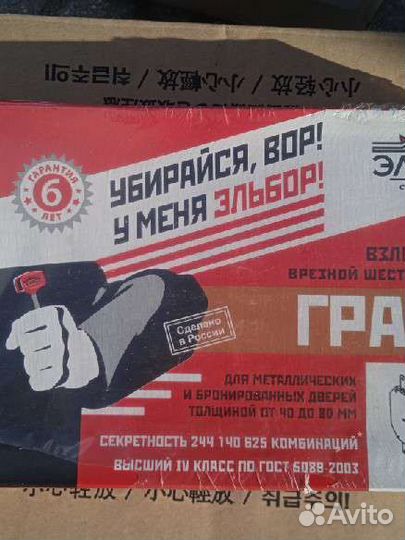 小心輕放 / 小心轻放 / 취급주의!!
ГАРАНТИЯ
6
ЛЕТ
УБИРАЙСЯ, ВОР!
У МЕНЯ ЭЛЬБОР!
ВРЕЗНОЙ
ГРА
Сделано
в России
ДЛЯ МЕТАЛЛИЧЕСКИХ
И БРОНИРОВАННЫХ ДВЕРЕЙ
ТОЛЩИНОЙ ОТ 40 ДО 80 ММ
СЕКРЕТНОСТЬ 244 140 625 КОМБИНАЦИЙ*
ВЫСШИЙ IV КЛАСС ПО ГОСТ 5089-2003
小心轻放 / 小心輕放 / 취급주의!!
Avito